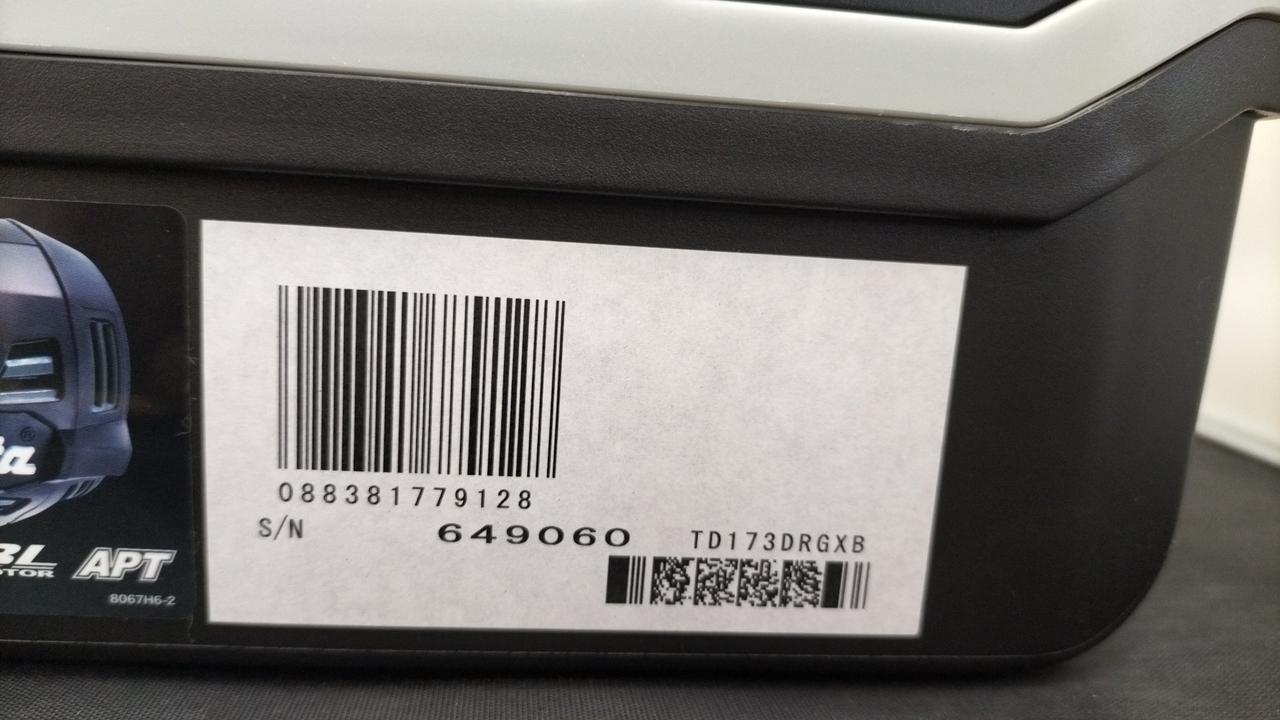 088381779128
S/N 649060 TD173DRGXB
APT
8067H6-2